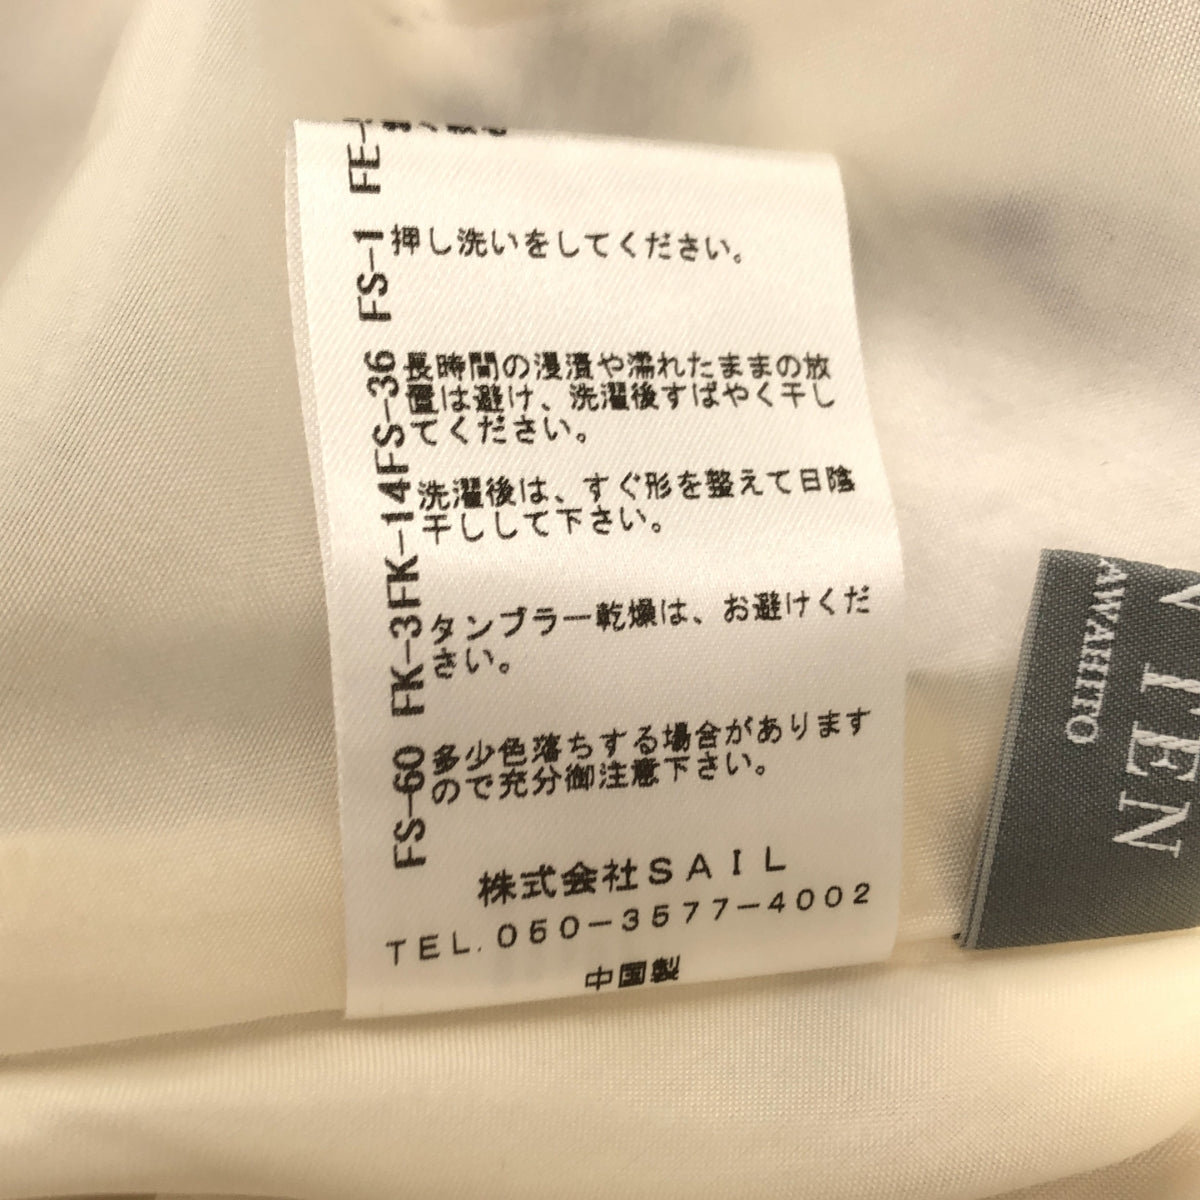 FE-
FS-1
押し洗いをしてください。
FS-36
長時間の浸漬や濡れたままの放
置は避け、洗濯後すばやく干し
てください。
FK-14
洗濯後は、すぐ形を整えて日陰
干しして下さい。
FK-3
タンブラー乾燥は、お避けくだ
さい。
FS-60
多少色落ちする場合があります
ので充分御注意下さい。
株式会社SAIL
TEL.050-3577-4002
中国製
TEN
AWAHITO